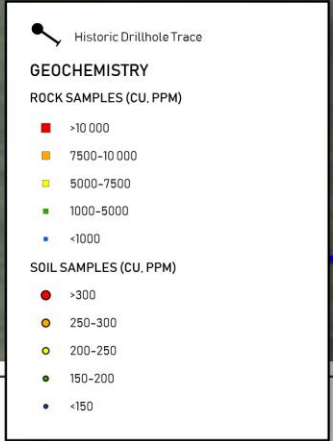 Historic Drillhole Trace
GEOCHEMISTRY
ROCK SAMPLES (CU, PPM)
>10 000
7500-10 000
5000-7500
1000-5000
<1000
SOIL SAMPLES (CU, PPM)
>300
250-300
200-250
150-200
<150